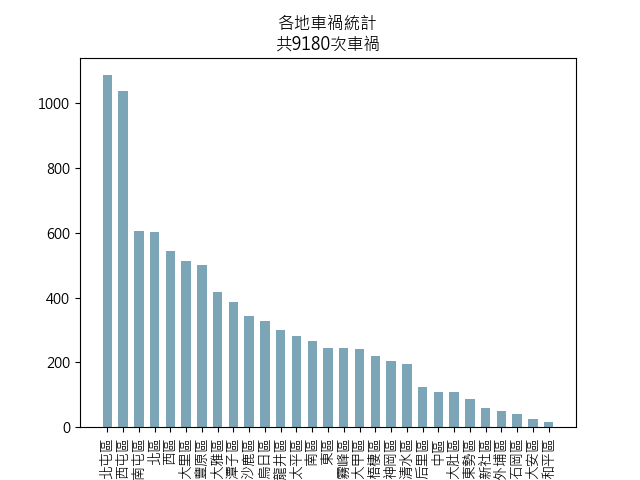 各地車禍統計
共9180次車禍
1000
800
600
400
200
0
北屯區
西屯區
南屯區
北區
西區
大里區
豐原區
大雅區
潭子區
沙鹿區
烏日區
龍井區
太平區
南區
東區
霧峰區
大甲區
梧棲區
神岡區
清水區
后里區
中區
大肚區
東勢區
新社區
外埔區
石岡區
大安區
和平區